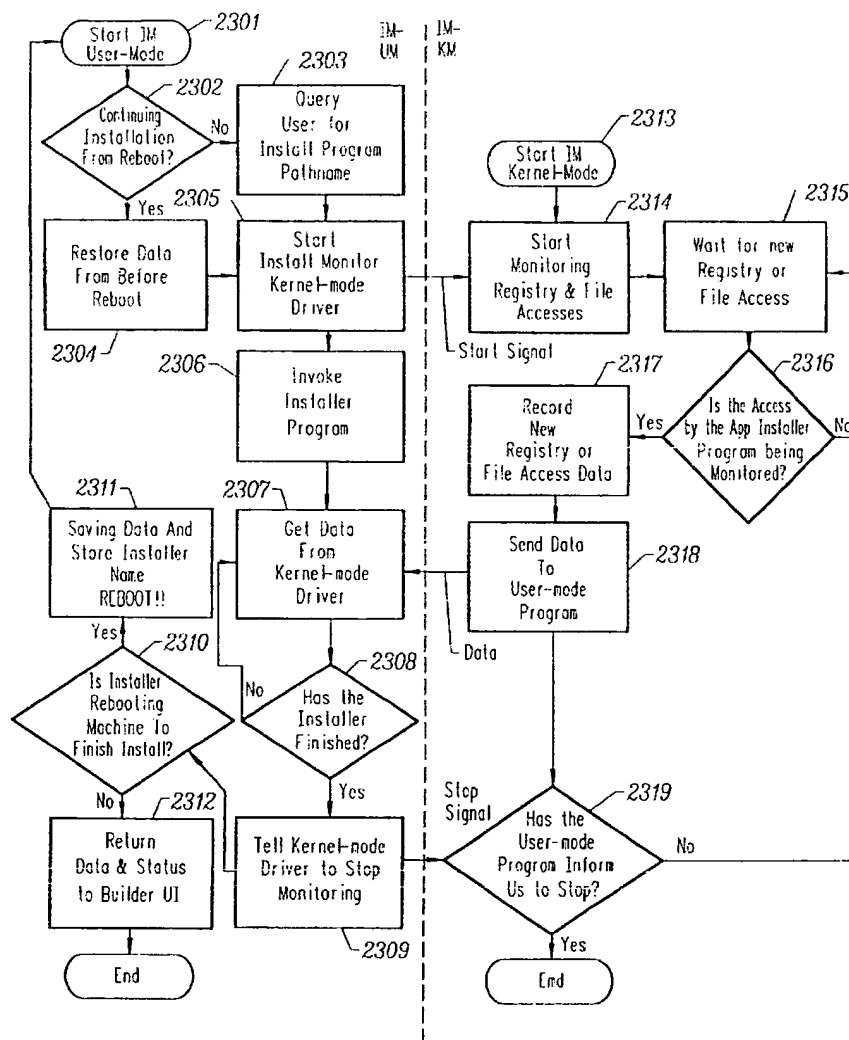 Start IM
User-Mode
2301
IM-
UM
IM-
KM
2302
Continuing
Installation
From Reboot?
No
Yes
2303
Query
User for
Install Program
Pathname
2313
Start IM
Kernel-Mode
2304
Restore Data
From Before
Reboot
2305
Start
Install Monitor
Kernel-mode
Driver
2314
Start
Monitoring
Registry & File
Accesses
Start Signal
2315
Wait for new
Registry or
File Access
2306
Invoke
Installer
Program
2317
Record
New
Registry or
File Access Data
Yes
2316
Is the Access
by the App Installer
Program being
Monitored?
No
2311
Saving Data And
Store Installer
Name
REBOOT!!
Yes
2307
Get Data
From
Kernel-mode
Driver
2318
Send Data
To
User-mode
Program
Data
2310
Is Installer
Rebooting
Machine To
Finish Install?
No
2308
Has the
Installer
Finished?
No
Yes
2312
Return
Data & Status
to Builder UI
2309
Tell Kernel-mode
Driver to Stop
Monitoring
Stop
Signal
2319
Has the
User-mode
Program Inform
Us to Stop?
No
Yes
End
Emd